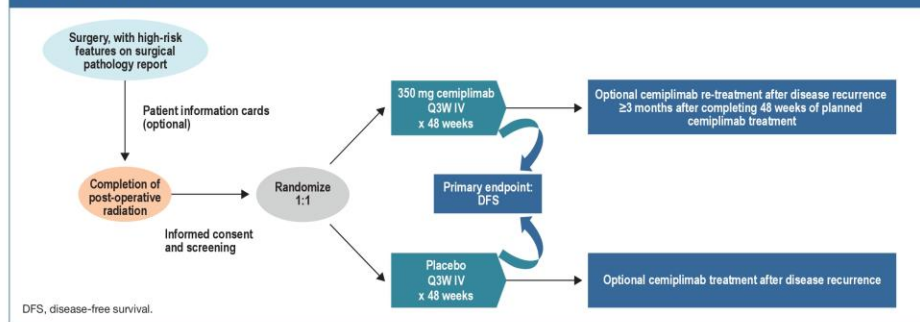 Surgery, with high-risk
features on surgical
pathology report
Patient information cards
(optional)
Completion of
post-operative
radiation
Informed consent
and screening
Randomize
1:1
350 mg cemiplimab
Q3W IV
x 48 weeks
Optional cemiplimab re-treatment after disease recurrence
≥3 months after completing 48 weeks of planned
cemiplimab treatment
Primary endpoint:
DFS
Placebo
Q3W IV
x 48 weeks
Optional cemiplimab treatment after disease recurrence
DFS, disease-free survival.